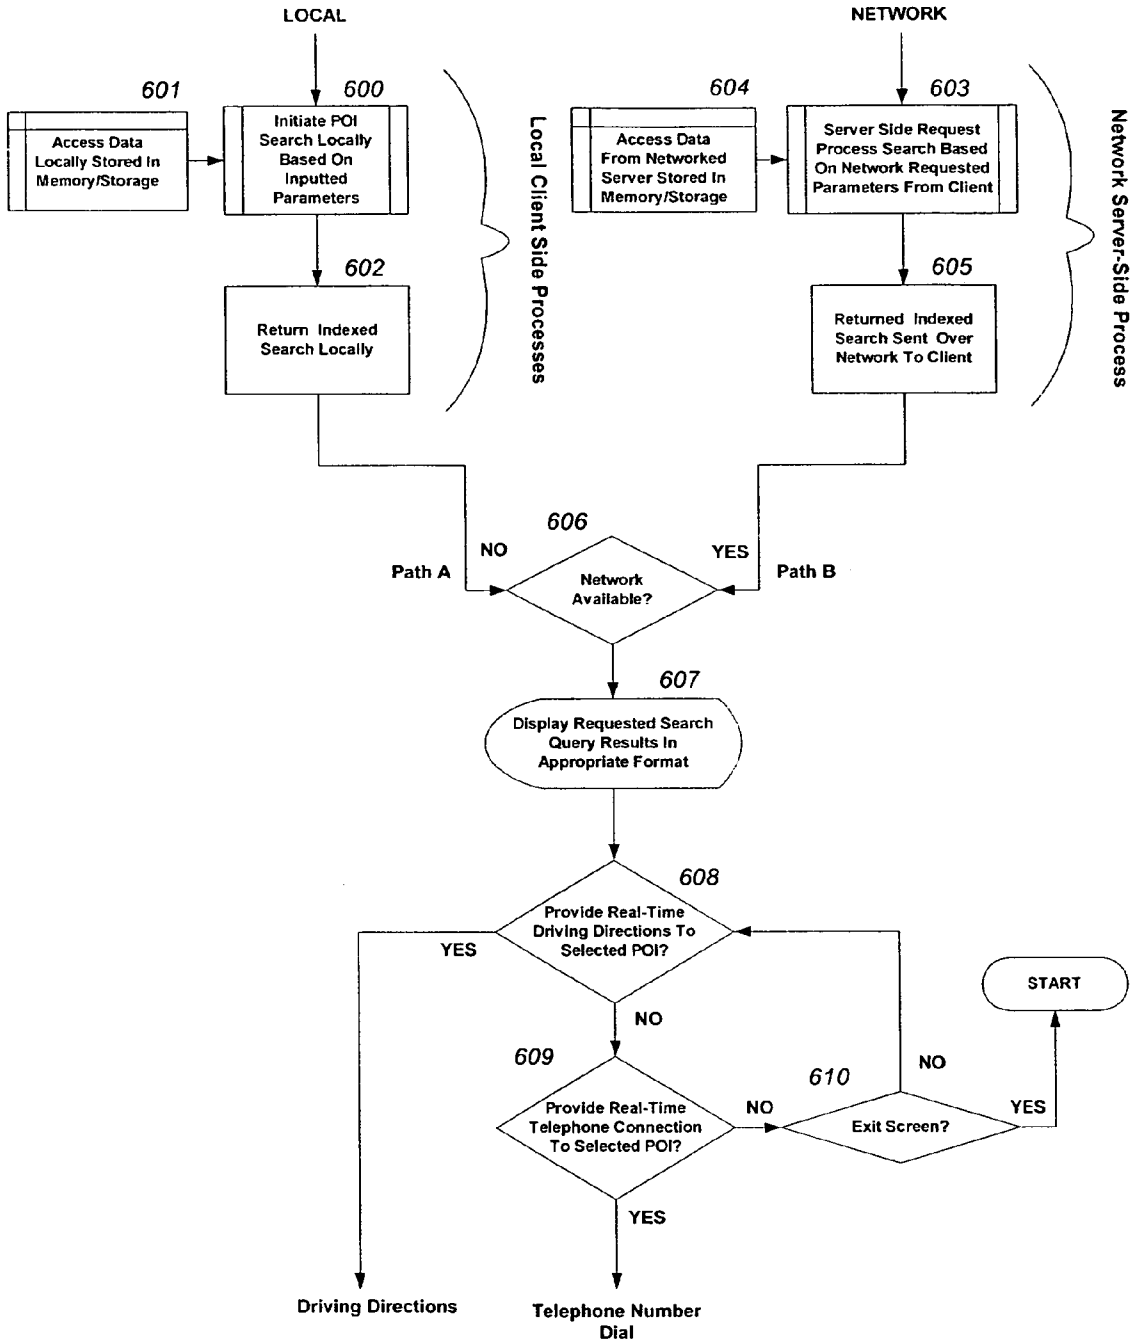 LOCAL
NETWORK
601
600
604
603
Access Data
Locally Stored In
Memory/Storage
Initiate POI
Search Locally
Based On
Inputted
Parameters
Local Client Side Processes
Access Data
From Networked
Server Stored In
Memory/Storage
Server Side Request
Process Search Based
On Network Requested
Parameters From Client
Network Server-Side Process
602
605
Return Indexed
Search Locally
Returned Indexed
Search Sent Over
Network To Client
606
NO
YES
Path A
Path B
Network
Available?
607
Display Requested Search
Query Results In
Appropriate Format
608
Provide Real-Time
Driving Directions To
Selected POI?
YES
START
NO
609
610
NO
Provide Real-Time
Telephone Connection
To Selected POI?
NO
Exit Screen?
YES
YES
Driving Directions
Telephone Number
Dial